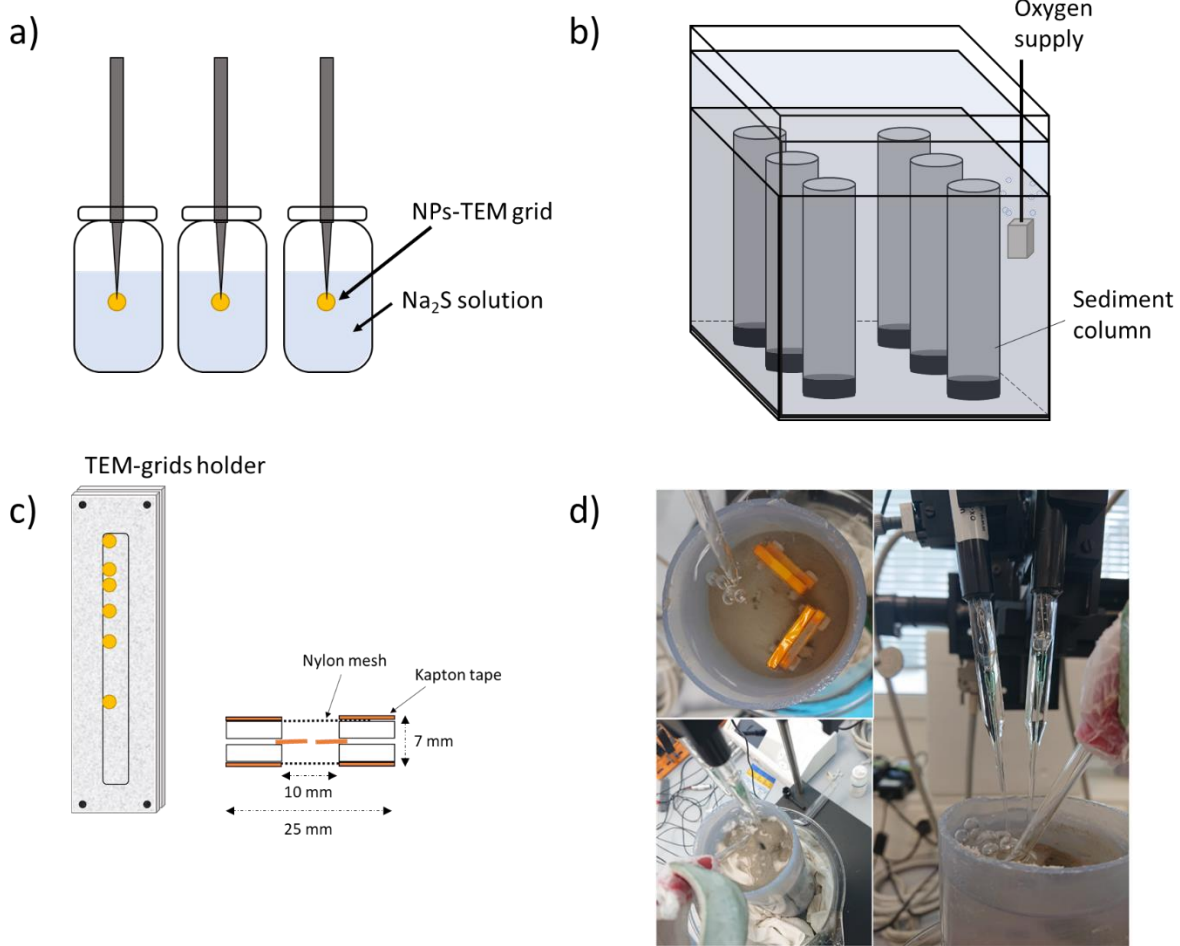 a)
b)
Oxygen
supply
NPs-TEM grid
Na₂S solution
Sediment
column
TEM-grids holder
c)
d)
Nylon mesh
Kapton tape
7 mm
10 mm
25 mm